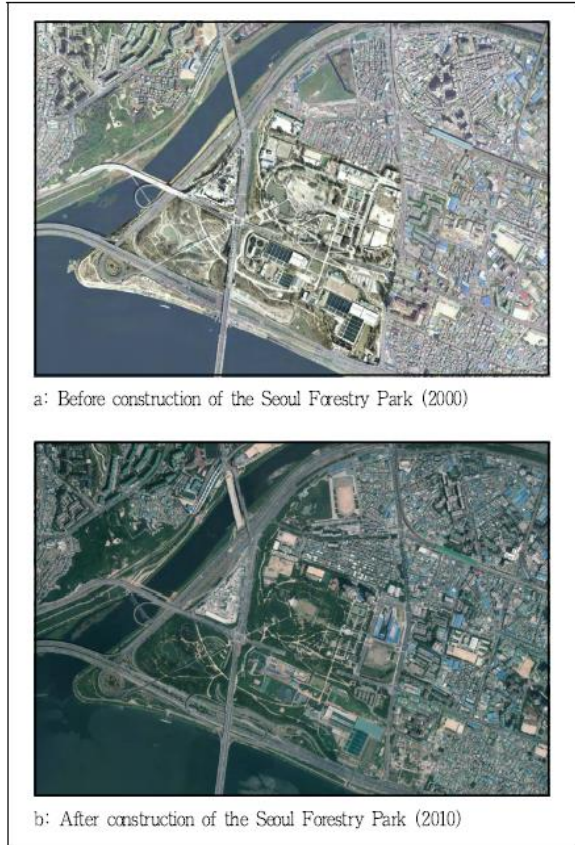 a: Before construction of the Seoul Forestry Park (2000)
b: After construction of the Seoul Forestry Park (2010)